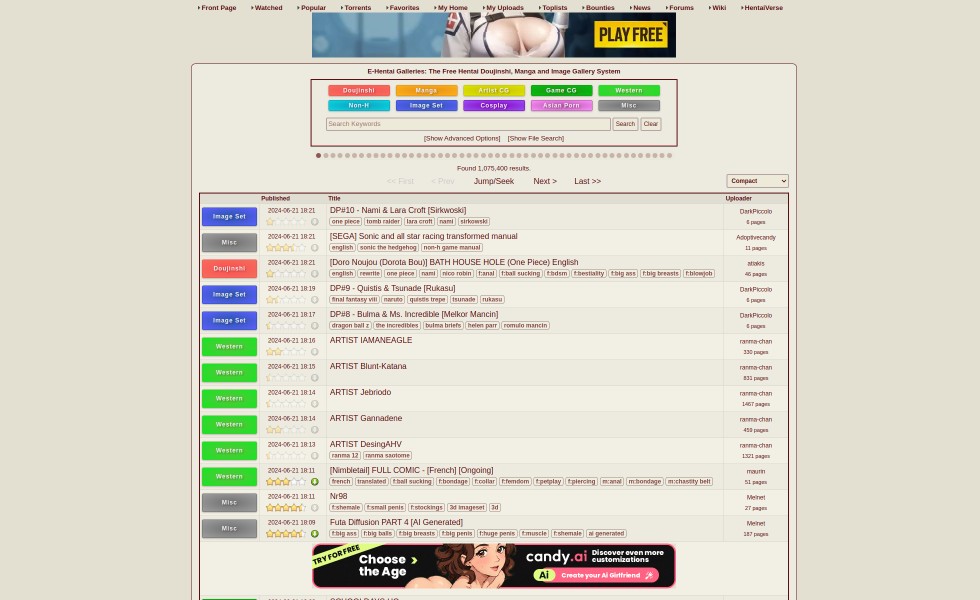 Front Page Watched Popular Torrents Favorites My Home My Uploads Toplists Bounties News Forums Wiki HentaiVerse
PLAY FREE
E-Hentai Galleries: The Free Hentai Doujinshi, Manga and Image Gallery System
Doujinshi Manga Artist CG Game CG Western
Non-H Image Set Cosplay Asian Porn Misc
Search Keywords Search Clear
[Show Advanced Options] [Show File Search]
Found 1,075,400 results.
<< First < Prev Jump/Seek Next > Last >> Compact
Published Title Uploader
Image Set 2024-06-21 18:21 DP#10 - Nami & Lara Croft [Sirkwoski] DarkPiccolo
one piece tomb raider lara croft nami sirkowski 6 pages
Misc 2024-06-21 18:21 [SEGA] Sonic and all star racing transformed manual Adoptivecandy
english sonic the hedgehog non-h game manual 11 pages
Doujinshi 2024-06-21 18:21 [Doro Noujou (Dorota Bou)] BATH HOUSE HOLE (One Piece) English
english rewrite one piece nami nico robin f:anal f:ball sucking f:bdsm f:bestiality f:big ass f:big breasts f:blowjob 46 pages
Image Set 2024-06-21 18:19 DP#9 - Quistis & Tsunade [Rukasu] DarkPiccolo
final fantasy viii naruto quistis trepe tsunade rukasu 6 pages
Image Set 2024-06-21 18:17 DP#8 - Bulma & Ms. Incredible [Melkor Mancin] DarkPiccolo
dragon ball z the incredibles bulma briefs helen parr romulo mancin 6 pages
Western 2024-06-21 18:16 ARTIST IAMANEAGLE ranma-chan
330 pages
Western 2024-06-21 18:15 ARTIST Blunt-Katana ranma-chan
831 pages
Western 2024-06-21 18:14 ARTIST Jebriodo ranma-chan
1467 pages
Western 2024-06-21 18:14 ARTIST Gannadene ranma-chan
459 pages
Western 2024-06-21 18:13 ARTIST DesingAHV ranma-chan
ranma 12 ranma saotome 1321 pages
Western 2024-06-21 18:11 [Nimbletail] FULL COMIC - [French] [Ongoing] maurin
french translated f:ball sucking f:bondage f:collar f:femdom f:petplay f:piercing m:anal m:bondage m:chastity belt 51 pages
Misc 2024-06-21 18:11 Nr98 Melnet
f:shemale f:small penis f:stockings 3d imageset 3d 27 pages
Misc 2024-06-21 18:09 Futa Diffusion PART 4 [AI Generated] Melnet
f:big ass f:big balls f:big breasts f:big penis f:huge penis f:muscle f:shemale ai generated 187 pages
TRY FOR FREE
Choose
the Age
candy.ai Discover even more
customizations
Ai Create your AI Girlfriend